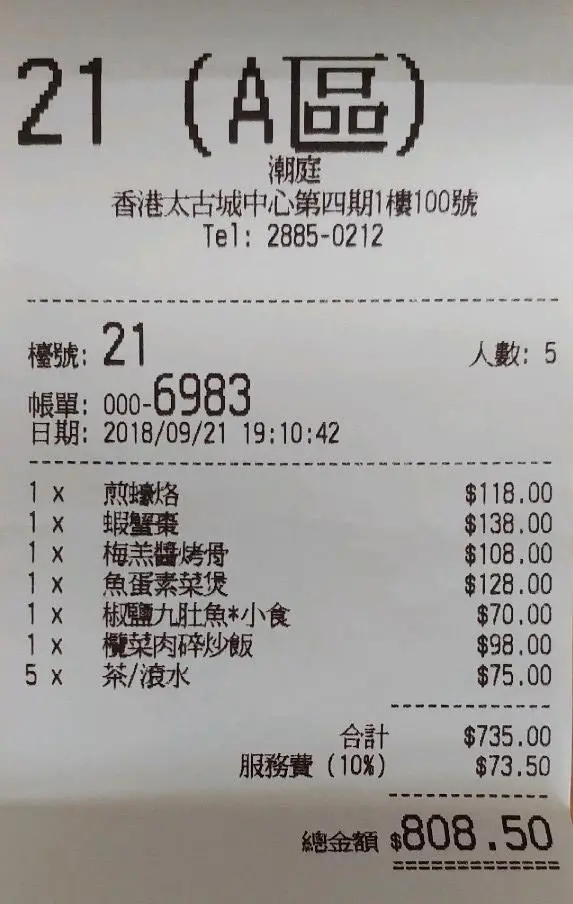 21 (A區)
潮庭
香港太古城中心第四期1樓100號
Tel: 2885-0212
檯號: 21 人數: 5
帳單: 000-6983
日期: 2018/09/21 19:10:42
1 x 煎蠔烙 $118.00
1 x 蝦蟹棗 $138.00
1 x 梅羔醬烤骨 $108.00
1 x 魚蛋素菜煲 $128.00
1 x 椒鹽九肚魚*小食 $70.00
1 x 欖菜肉碎炒飯 $98.00
5 x 茶/滾水 $75.00
合計 $735.00
服務費 (10%) $73.50
總金額 $808.50